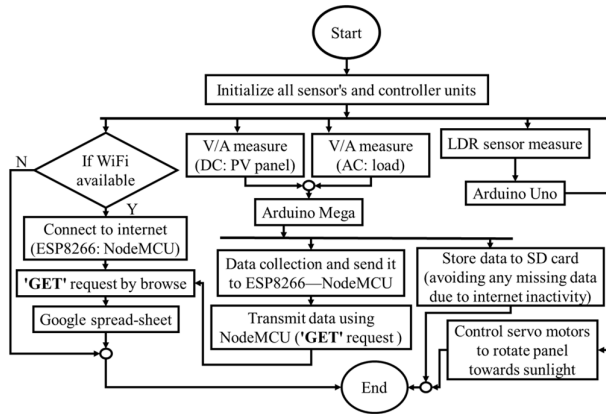 Start
Initialize all sensor's and controller units
N
If WiFi
available
Y
V/A measure
(DC: PV panel)
V/A measure
(AC: load)
LDR sensor measure
Arduino Uno
Arduino Mega
Connect to internet
(ESP8266: NodeMCU)
'GET' request by browse
Google spread-sheet
Data collection and send it
to ESP8266—NodeMCU
Transmit data using
NodeMCU ('GET' request )
Store data to SD card
(avoiding any missing data
due to internet inactivity)
Control servo motors
to rotate panel
towards sunlight
End